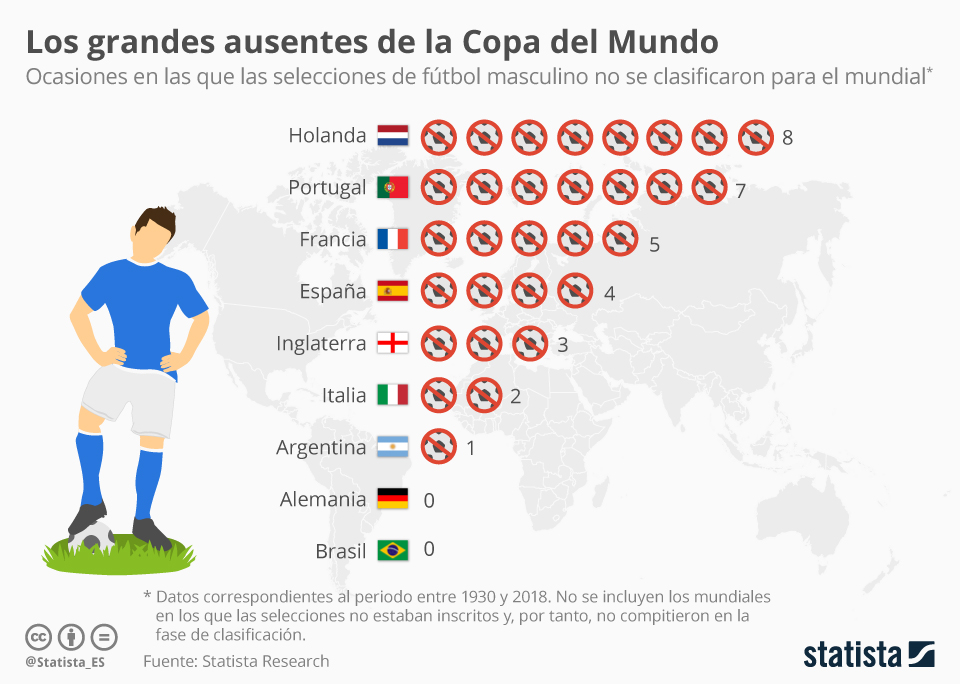 Los grandes ausentes de la Copa del Mundo
Ocasiones en las que las selecciones de fútbol masculino no se clasificaron para el mundial*
Holanda 8
Portugal 7
Francia 5
España 4
Inglaterra 3
Italia 2
Argentina 1
Alemania 0
Brasil 0
* Datos correspondientes al periodo entre 1930 y 2018. No se incluyen los mundiales
en los que las selecciones no estaban inscritos y, por tanto, no compitieron en la
fase de clasificación.
@Statista_ES
Fuente: Statista Research
cc
statista